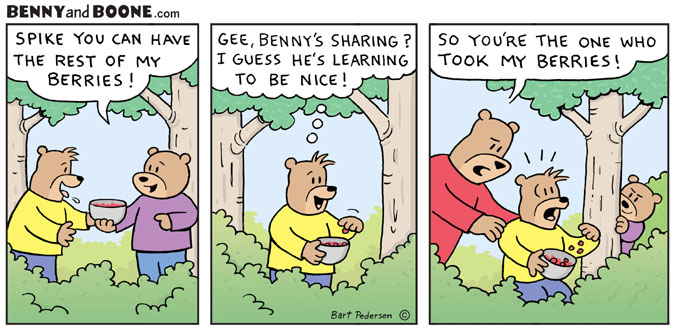 BENNY and BOONE.com
SPIKE YOU CAN HAVE
THE REST OF MY
BERRIES!
GEE, BENNY'S SHARING?
I GUESS HE'S LEARNING
TO BE NICE!
SO YOU'RE THE ONE WHO
TOOK MY BERRIES!
Bart Pedersen ©